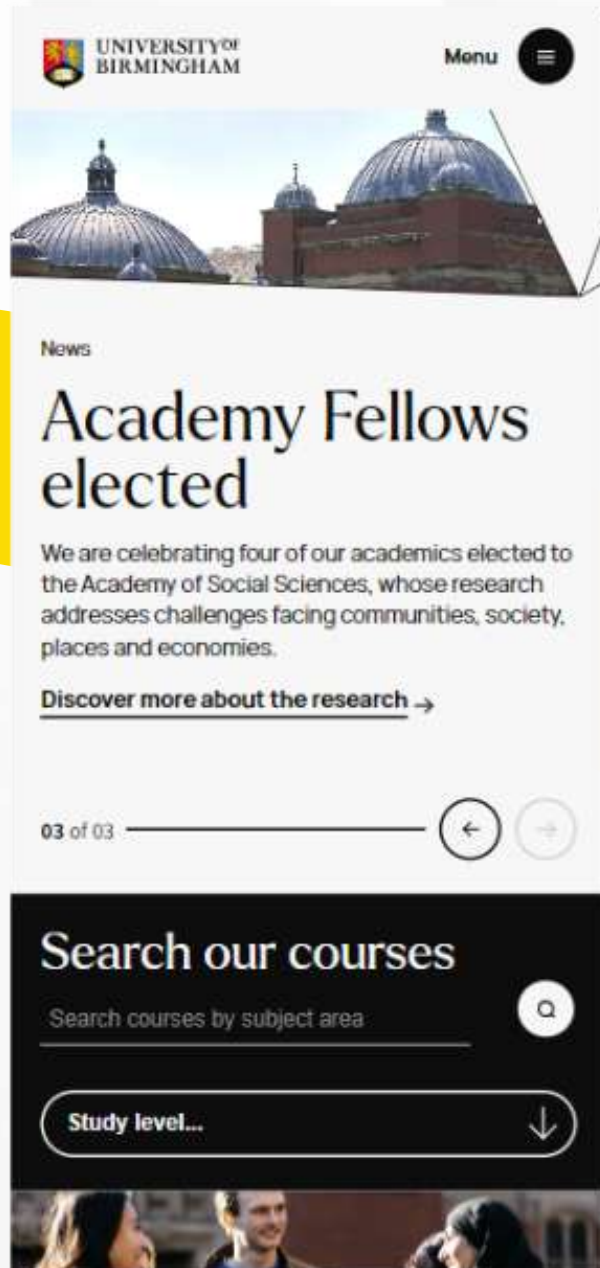 UNIVERSITY OF
BIRMINGHAM
Menu
News
Academy Fellows
elected
We are celebrating four of our academics elected to
the Academy of Social Sciences, whose research
addresses challenges facing communities, society,
places and economies.
Discover more about the research →
03 of 03
Search our courses
Search courses by subject area
Study level...